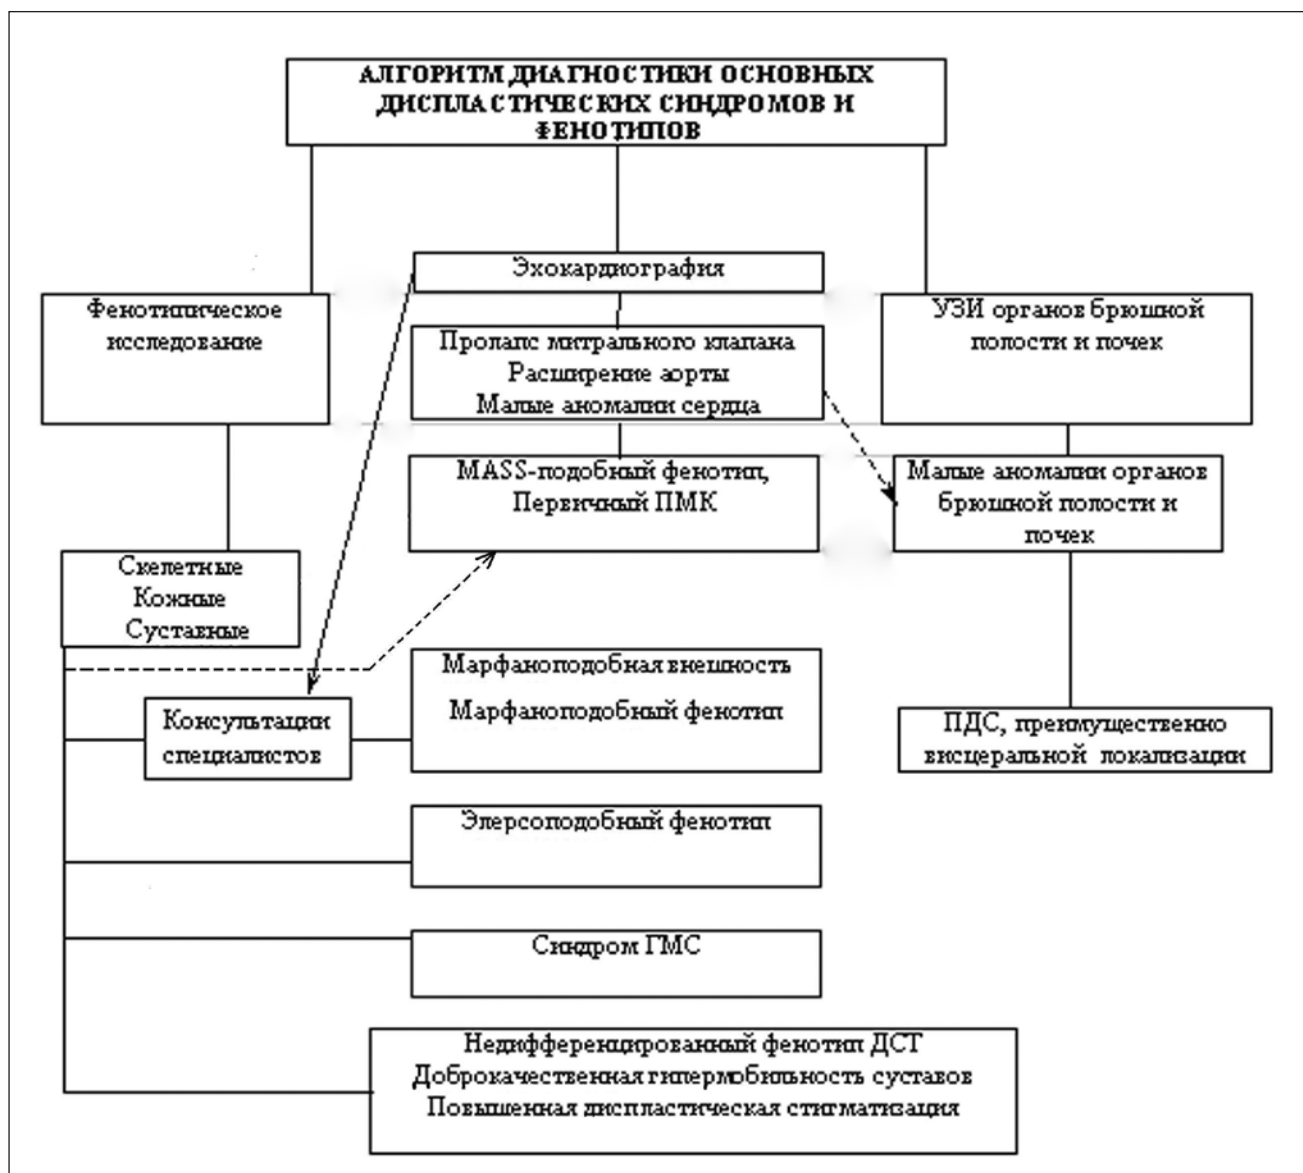 АЛГОРИТМ ДИАГНОСТИКИ ОСНОВНЫХ
ДИСПЛАСТИЧЕСКИХ СИНДРОМОВ И
ФЕНОТИПОВ
Эхокардиография
Фенотипическое
исследование
УЗИ органов брюшной
полости и почек
Пролапс митрального клапана
Расширение аорты
Малые аномалии сердца
MASS-подобный фенотип,
Первичный ПМК
Малые аномалии органов
брюшной полости и
почек
Скелетные
Кожные
Суставные
Марфаноподобная внешность
Марфаноподобный фенотип
Консультации
специалистов
ПДС, преимущественно
висцеральной локализации
Элерсоподобный фенотип
Синдром ГМС
Недифференцированный фенотип ДСТ
Доброкачественная гипермобильность суставов
Повышенная диспластическая стигматизация